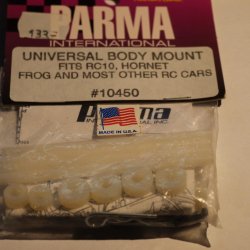 PARMA
INTERNATIONAL
UNIVERSAL BODY MOUNT
FITS RC10, HORNET
FROG AND MOST OTHER RC CARS
#10450
MADE IN U.S.A.